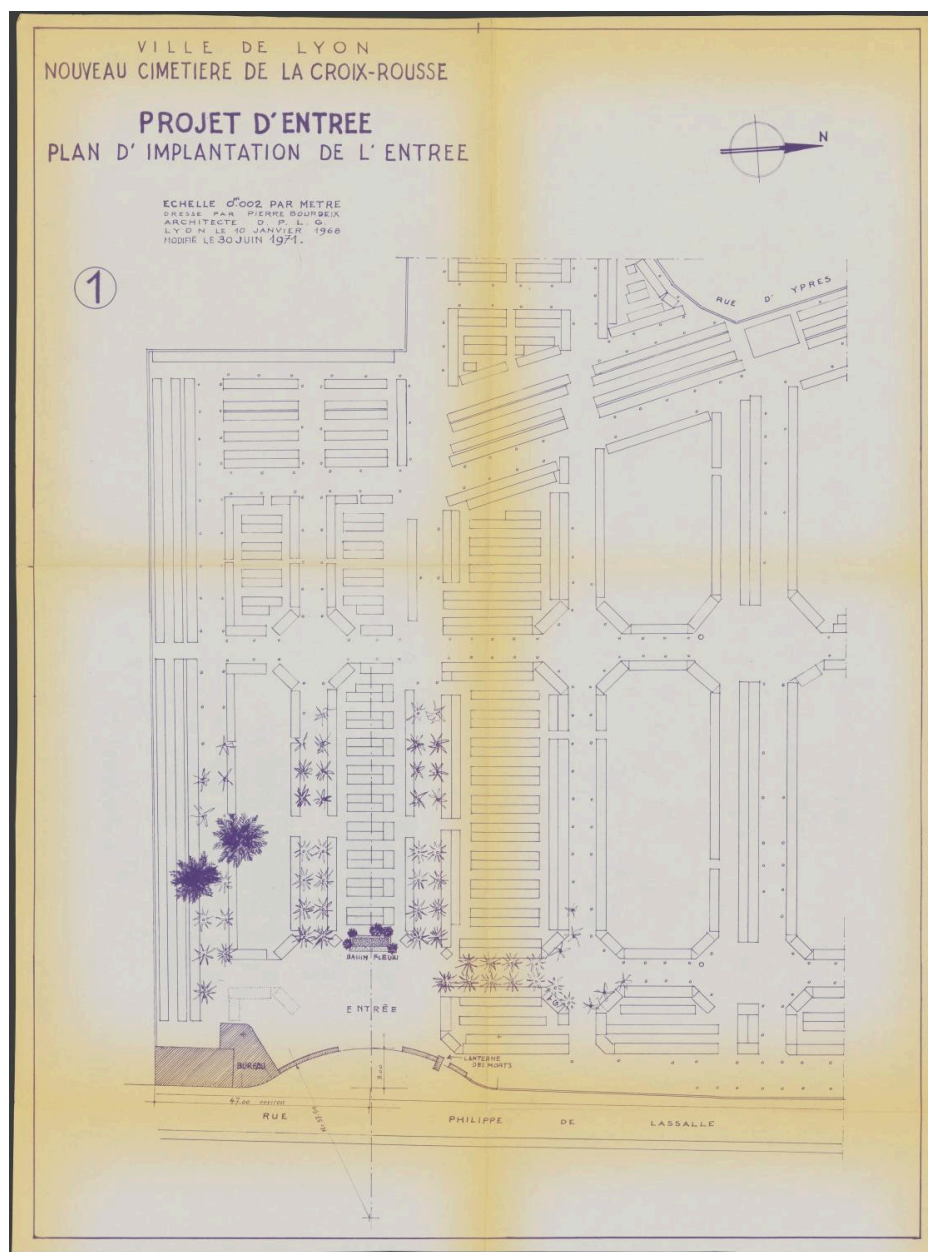 VILLE DE LYON
NOUVEAU CIMETIERE DE LA CROIX-ROUSSE
PROJET D'ENTREE
PLAN D'IMPLANTATION DE L'ENTREE
N
ECHELLE 0m002 PAR METRE
DRESSE PAR PIERRE BOURDEIX
ARCHITECTE D. P. L. G.
LYON LE 10 JANVIER 1968
MODIFIE LE 30 JUIN 1971.
1
RUE D'YPRES
BASSIN FLEURI
ENTRÉE
BUREAU
LANTERNE
DES MORTS
9.00
47.00 environ
RUE PHILIPPE DE LASSALLE